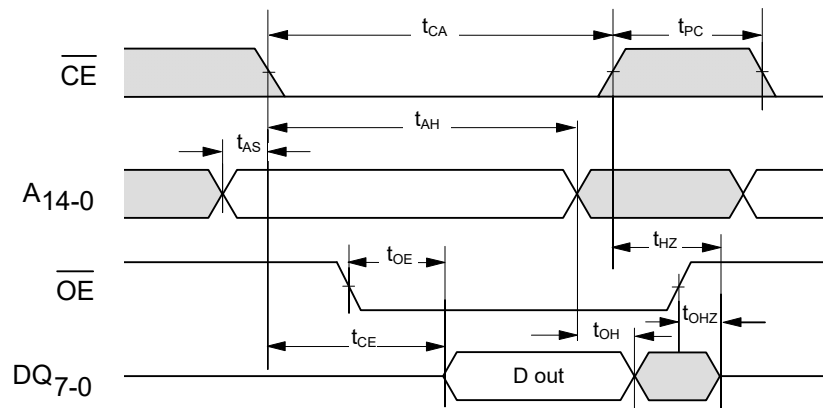 tCA
tPC
CE
tAH
tAS
A14-0
tHZ
tOE
OE
tOHZ
tOH
tCE
D out
DQ7-0